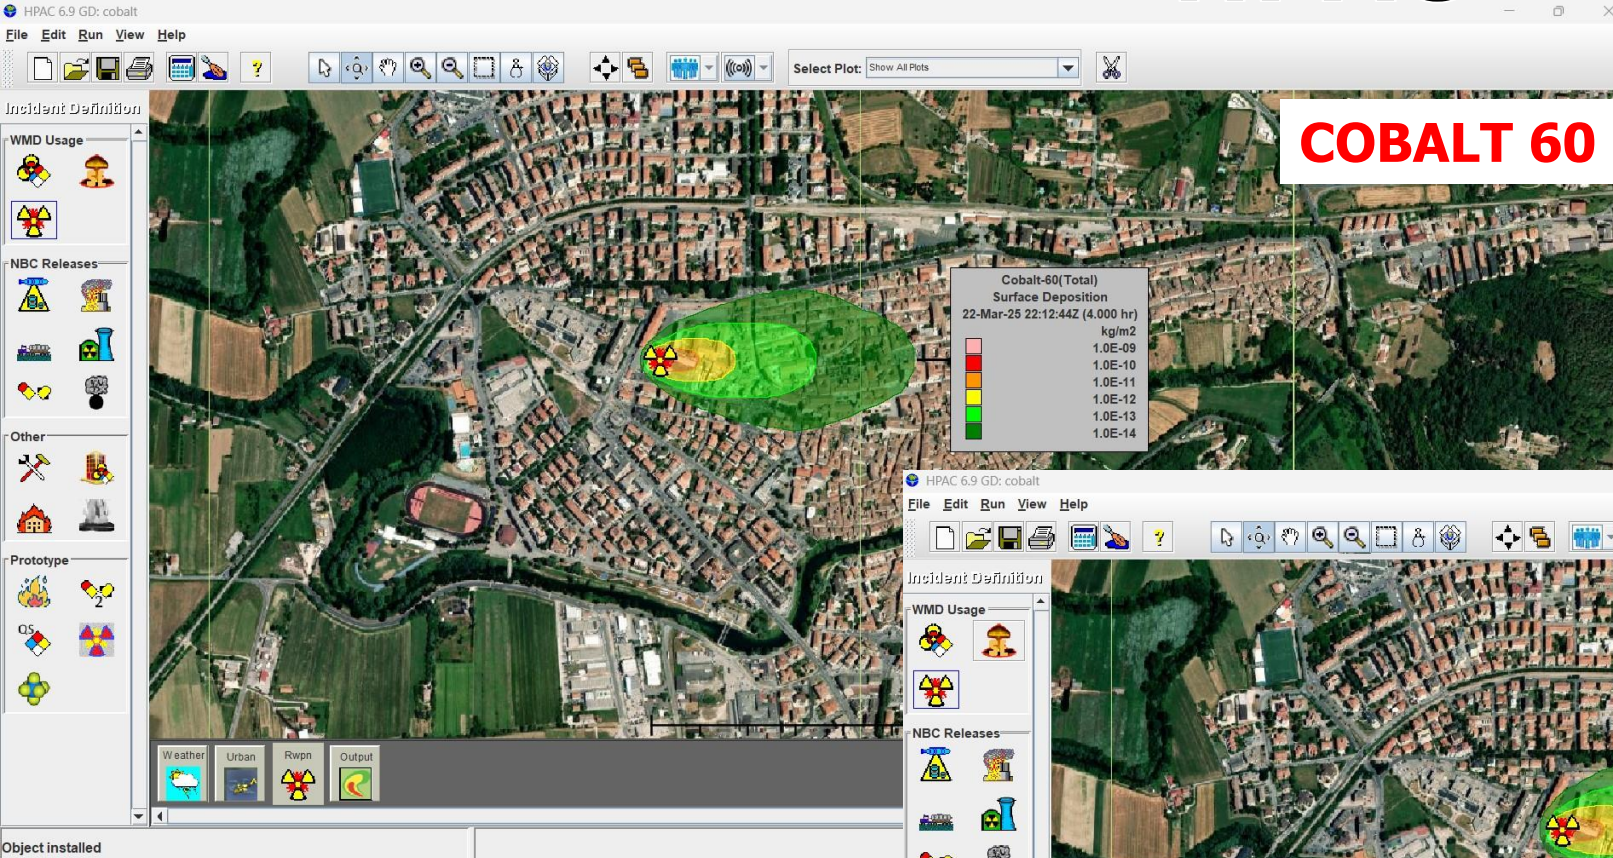 HPAC 6.9 GD: cobalt
File Edit Run View Help
Select Plot: Show All Plots
Incident Definition
WMD Usage
NBC Releases
Other
Prototype
2
QS
COBALT 60
Cobalt-60(Total)
Surface Deposition
22-Mar-25 22:12:44Z (4.000 hr)
kg/m2
1.0E-09
1.0E-10
1.0E-11
1.0E-12
1.0E-13
1.0E-14
Weather Urban Rwpn Output
Object installed
HPAC 6.9 GD: cobalt
File Edit Run View Help
Incident Definition
WMD Usage
NBC Releases